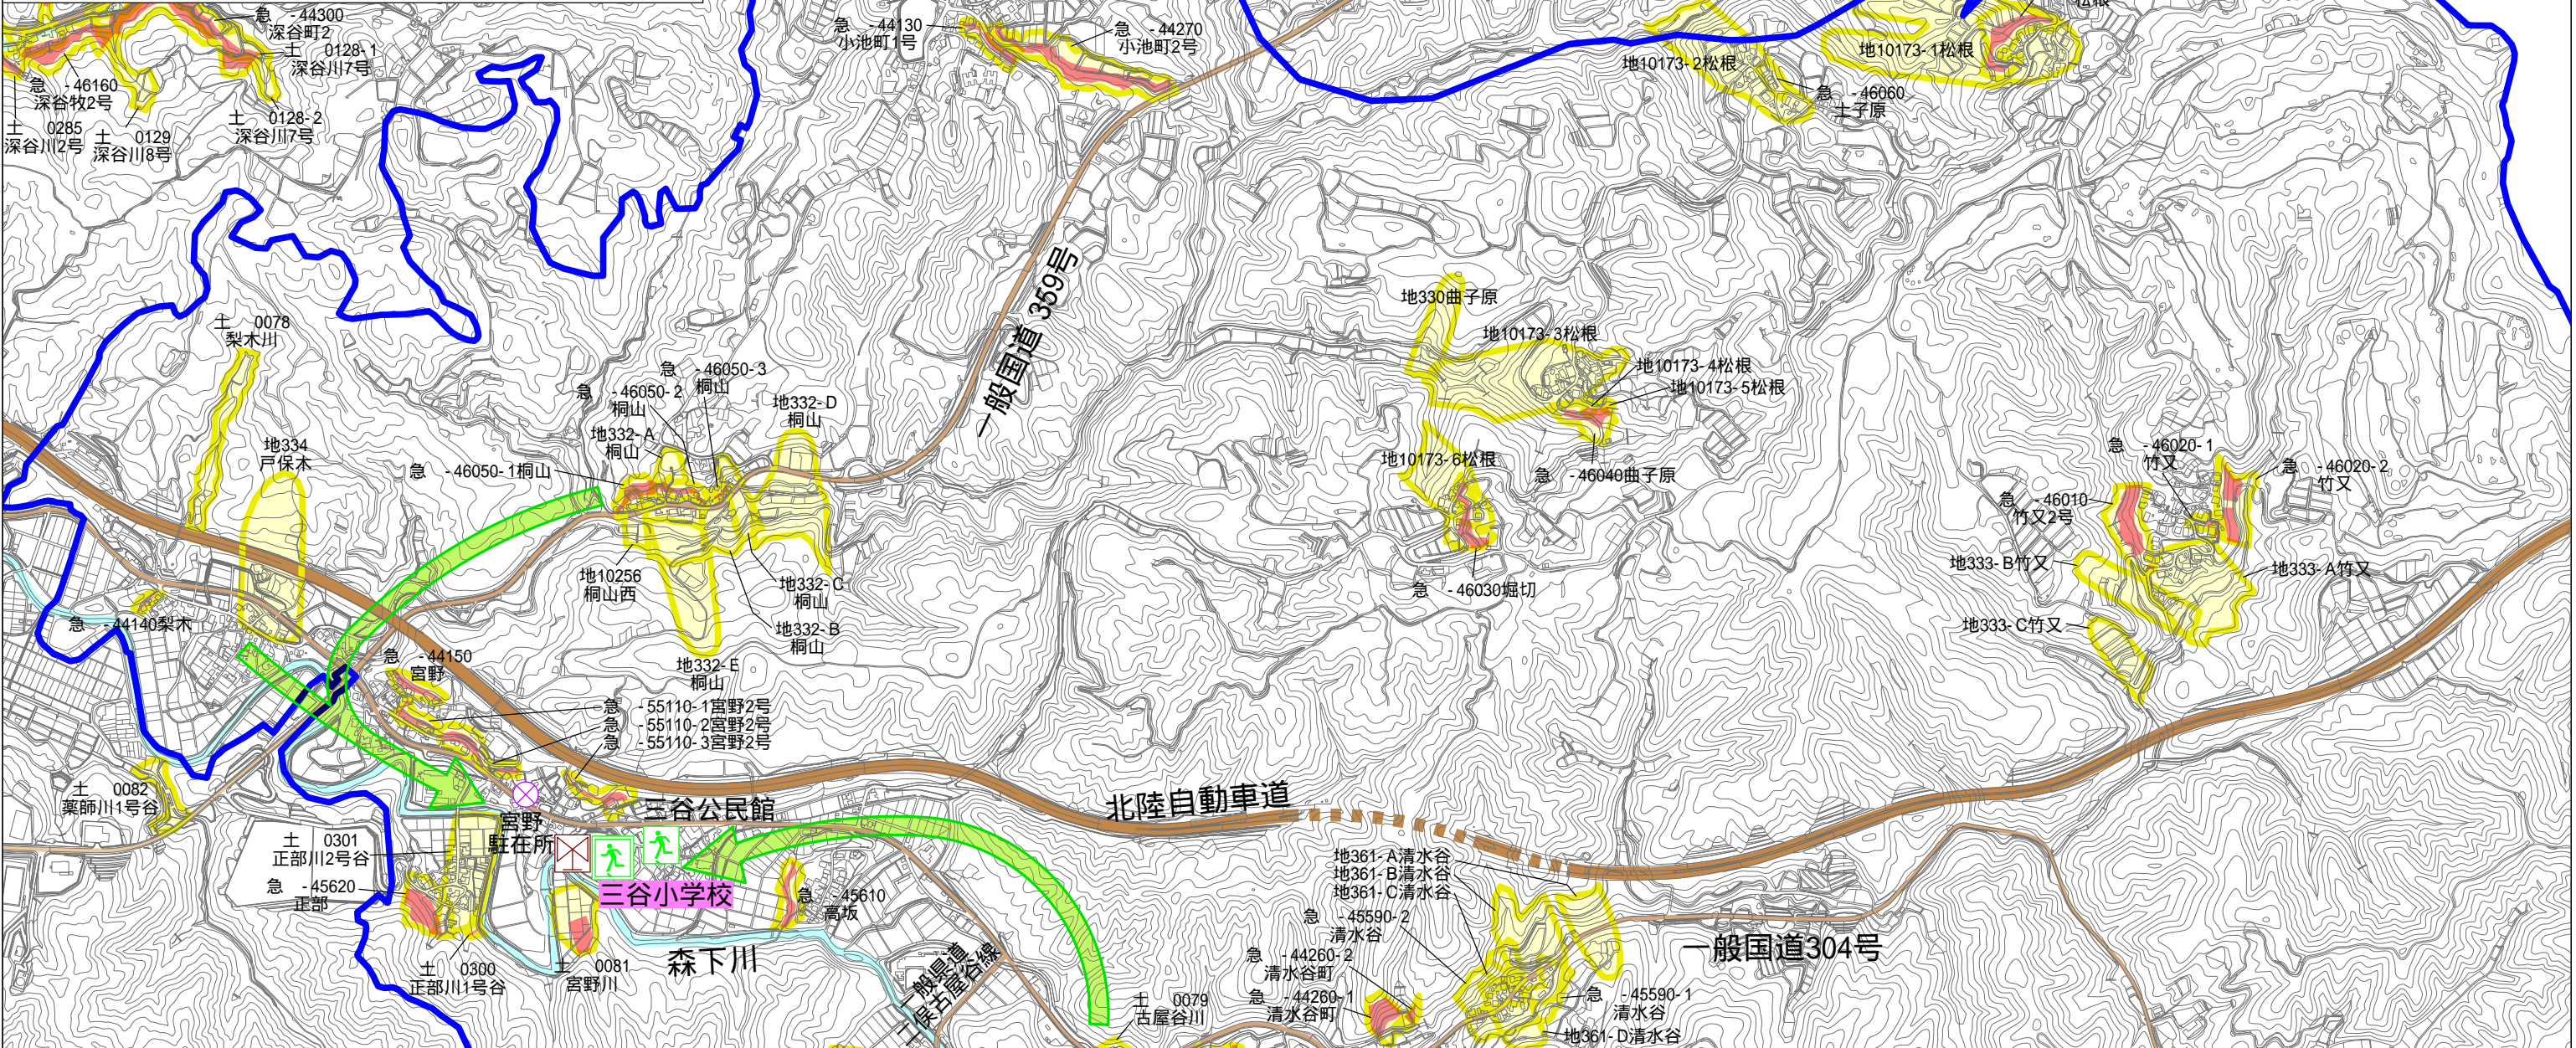 急 -44300
深谷町2
土 0128-1
深谷川7号
急 -46160
深谷牧2号
土 0285
深谷川2号
土 0129
深谷川8号
土 0128-2
深谷川7号
急 -44130
小池町1号
急 -44270
小池町2号
松根
地10173-1松根
地10173-2松根
急 -46060
土子原
一般国道 359号
地330曲子原
地10173-3松根
地10173-4松根
地10173-5松根
地10173-6松根
急 -46040曲子原
急 -46030堀切
土 0078
梨木川
地334
戸保木
急 -46050-3
桐山
急 -46050-2
桐山
地332-A
桐山
地332-D
桐山
急 -46050-1桐山
地10256
桐山西
地332-C
桐山
地332-B
桐山
地332-E
桐山
急 -46020-1
竹又
急 -46020-2
竹又
急 -46010
竹又2号
地333-B竹又
地333-A竹又
地333-C竹又
急 -44140梨木
急 -44150
宮野
急 -55110-1宮野2号
急 -55110-2宮野2号
急 -55110-3宮野2号
土 0082
薬師川1号谷
三谷公民館
北陸自動車道
宮野
駐在所
土 0301
正部川2号谷
急 -45620
正部
三谷小学校
急 -45610
高坂
土 0300
正部川1号谷
土 0081
宮野川
森下川
一般県道
二俣古屋谷線
土 0079
古屋谷川
地361-A清水谷
地361-B清水谷
地361-C清水谷
急 -45590-2
清水谷
急 -44260-2
清水谷町
急 -44260-1
清水谷町
急 -45590-1
清水谷
地361-D清水谷
一般国道304号